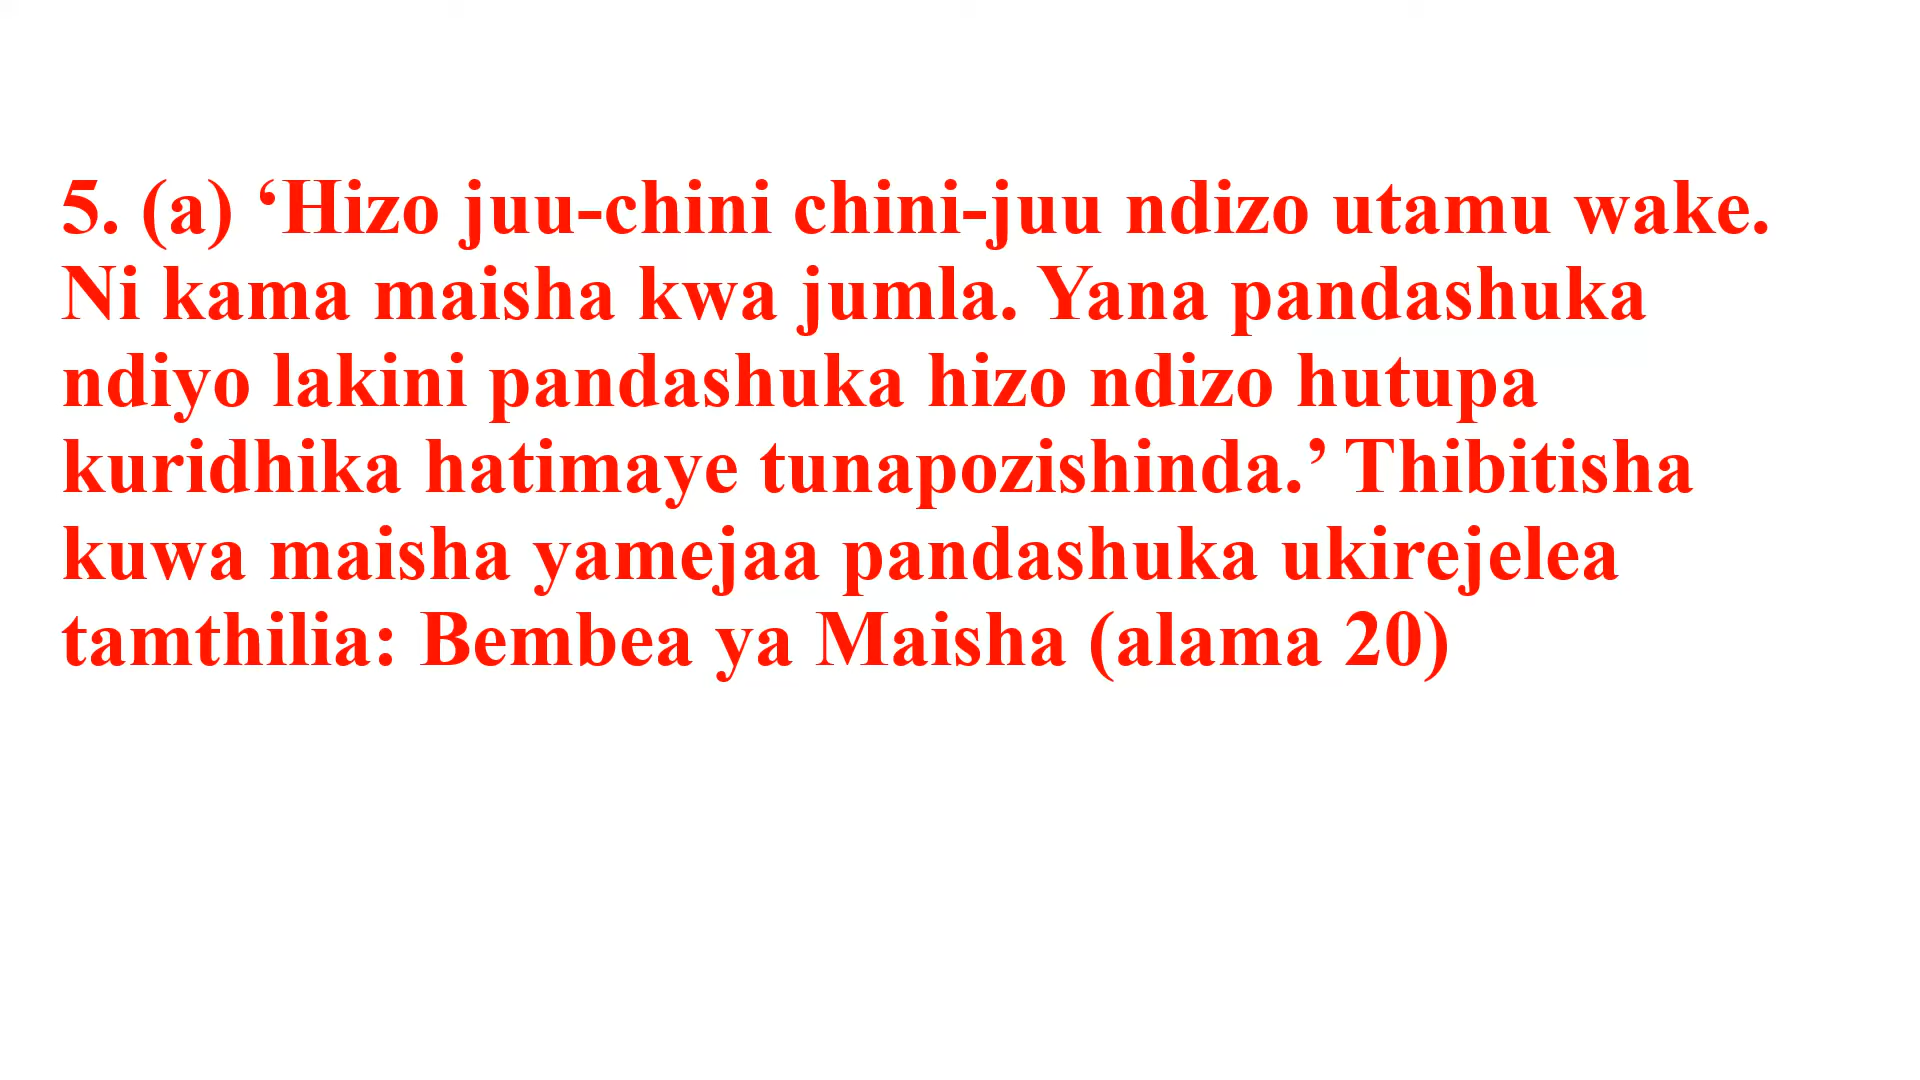 5. (a) ‘Hizo juu-chini chini-juu ndizo utamu wake.
Ni kama maisha kwa jumla. Yana pandashuka
ndiyo lakini pandashuka hizo ndizo hutupa
kuridhika hatimaye tunapozishinda.’ Thibitisha
kuwa maisha yamejaa pandashuka ukirejelea
tamthilia: Bembea ya Maisha (alama 20)